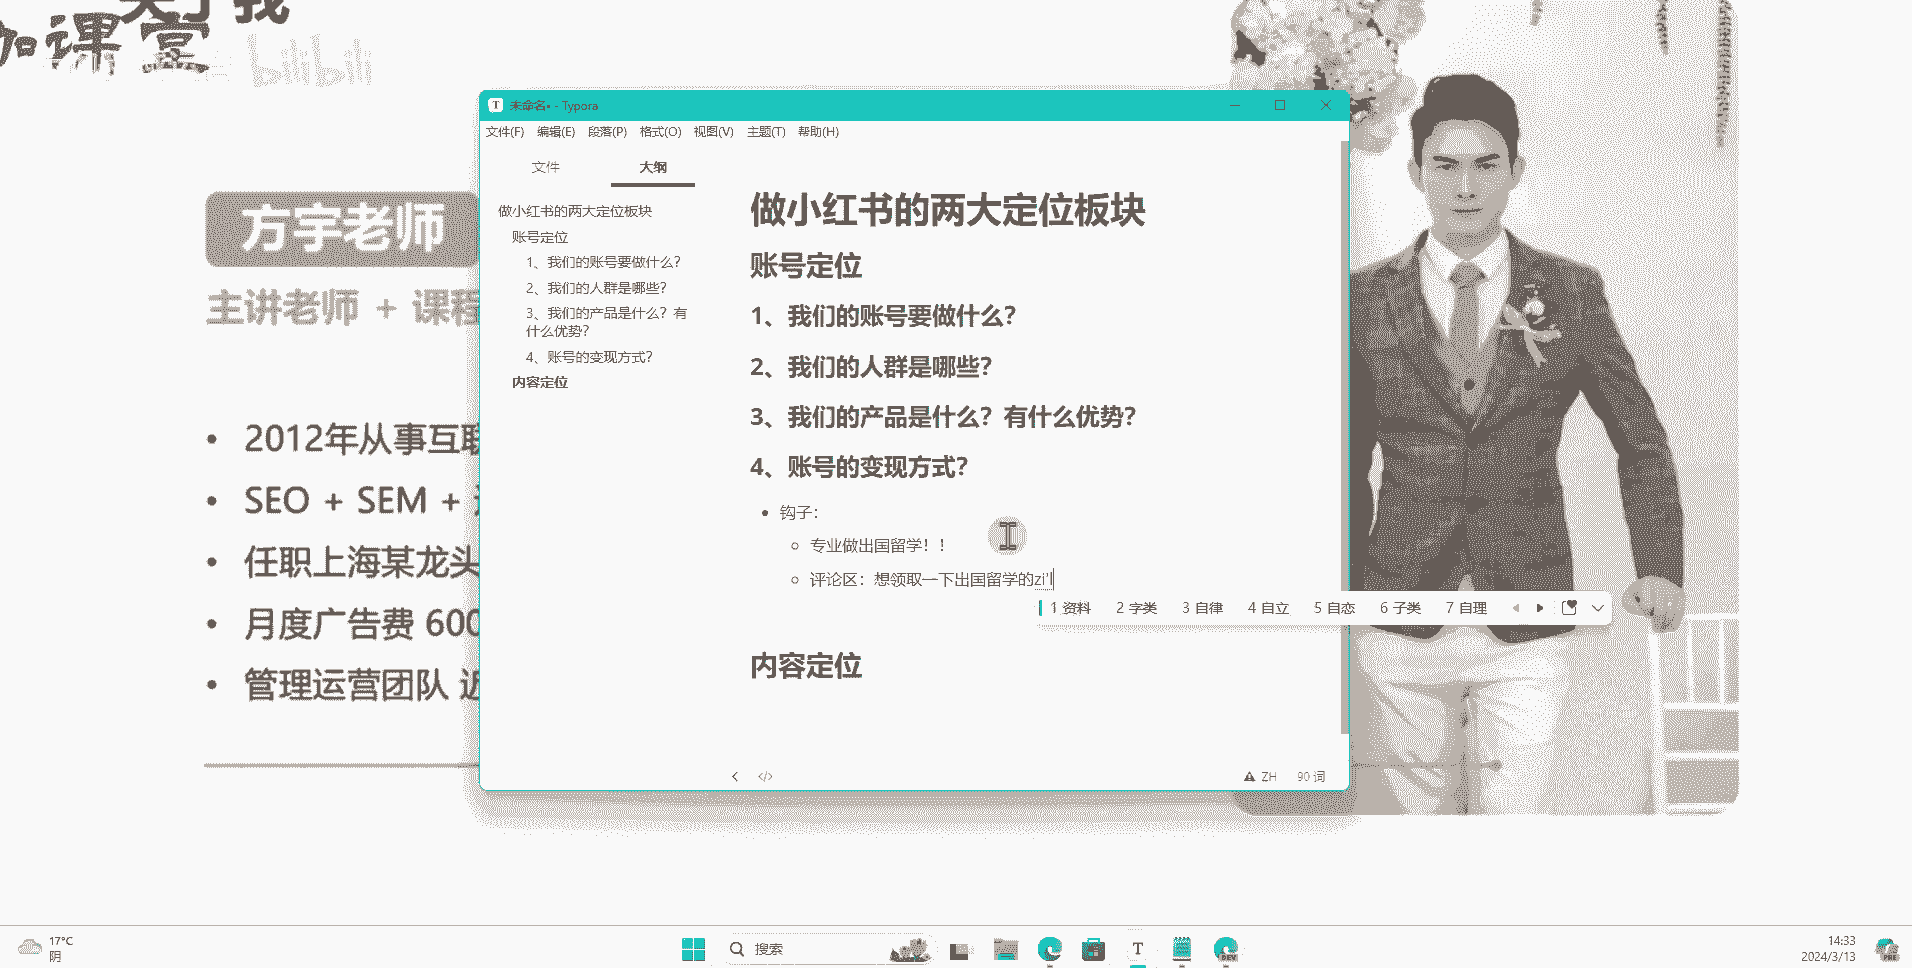 关于我
加课堂 bilibili
方宇老师
主讲老师 + 课程
• 2012年从事互联
• SEO + SEM +
• 任职上海某龙头
• 月度广告费 600
• 管理运营团队 近
未命名• - Typora
文件(F) 编辑(E) 段落(P) 格式(O) 视图(V) 主题(T) 帮助(H)
文件 大纲
做小红书的两大定位板块
账号定位
1、我们的账号要做什么？
2、我们的人群是哪些？
3、我们的产品是什么？有
什么优势？
4、账号的变现方式？
内容定位
做小红书的两大定位板块
账号定位
1、我们的账号要做什么？
2、我们的人群是哪些？
3、我们的产品是什么？有什么优势？
4、账号的变现方式？
• 钩子：
◦ 专业做出国留学！！
◦ 评论区：想领取一下出国留学的zi'l
1 资料 2 字类 3 自律 4 自立 5 自恋 6 子类 7 自理
内容定位
ZH 90 词
17°C
阴
搜索
T
DEV
14:33
2024/3/13
PRE